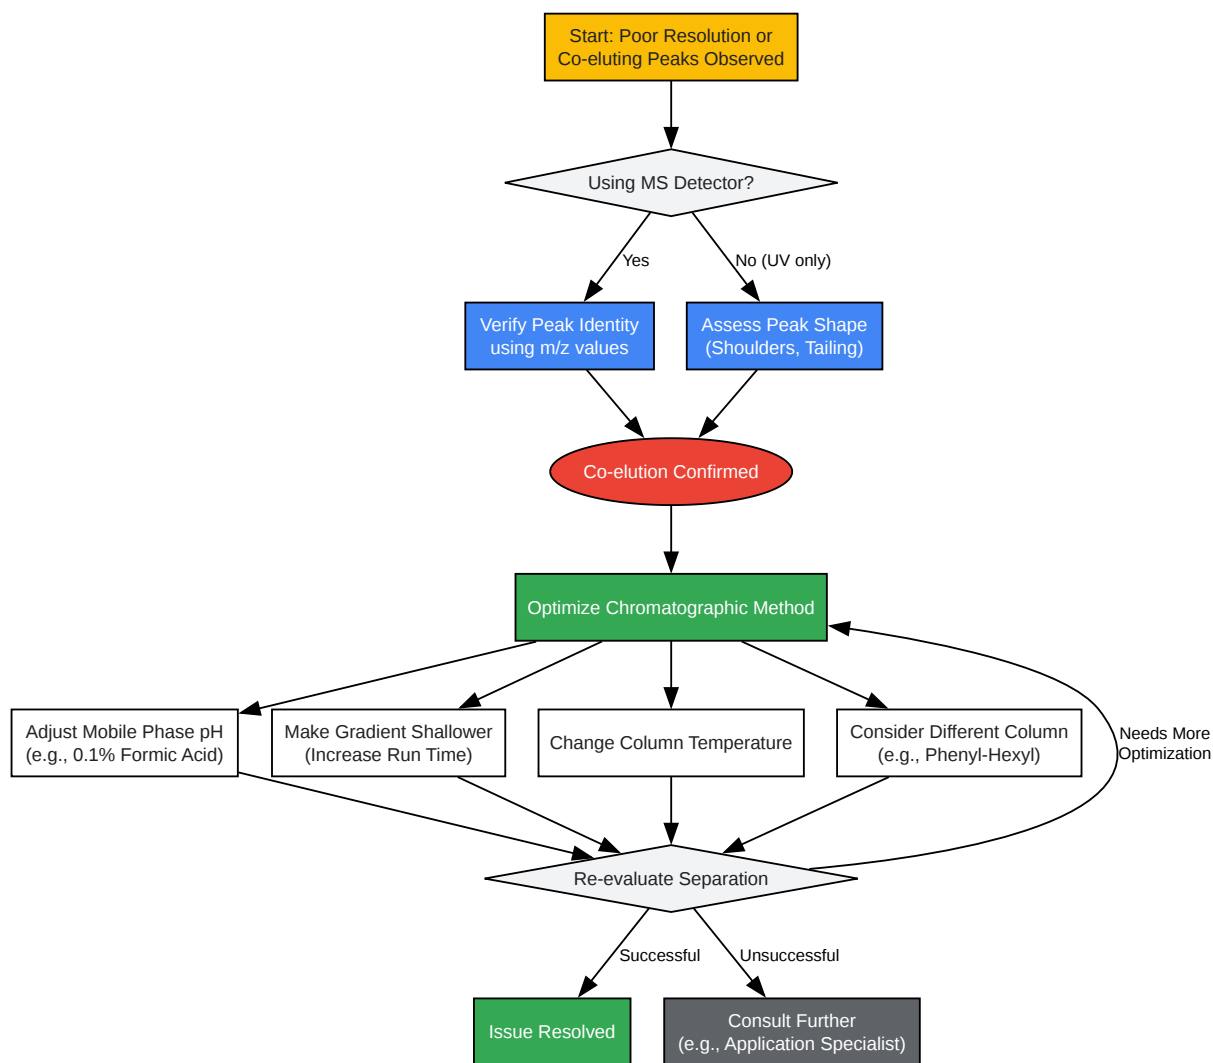 Start: Poor Resolution or
Co-eluting Peaks Observed
Using MS Detector?
Yes
No (UV only)
Verify Peak Identity
using m/z values
Assess Peak Shape
(Shoulders, Tailing)
Co-elution Confirmed
Optimize Chromatographic Method
Adjust Mobile Phase pH
(e.g., 0.1% Formic Acid)
Make Gradient Shallower
(Increase Run Time)
Change Column Temperature
Consider Different Column
(e.g., Phenyl-Hexyl)
Needs More
Optimization
Re-evaluate Separation
Successful
Unsuccessful
Issue Resolved
Consult Further
(e.g., Application Specialist)